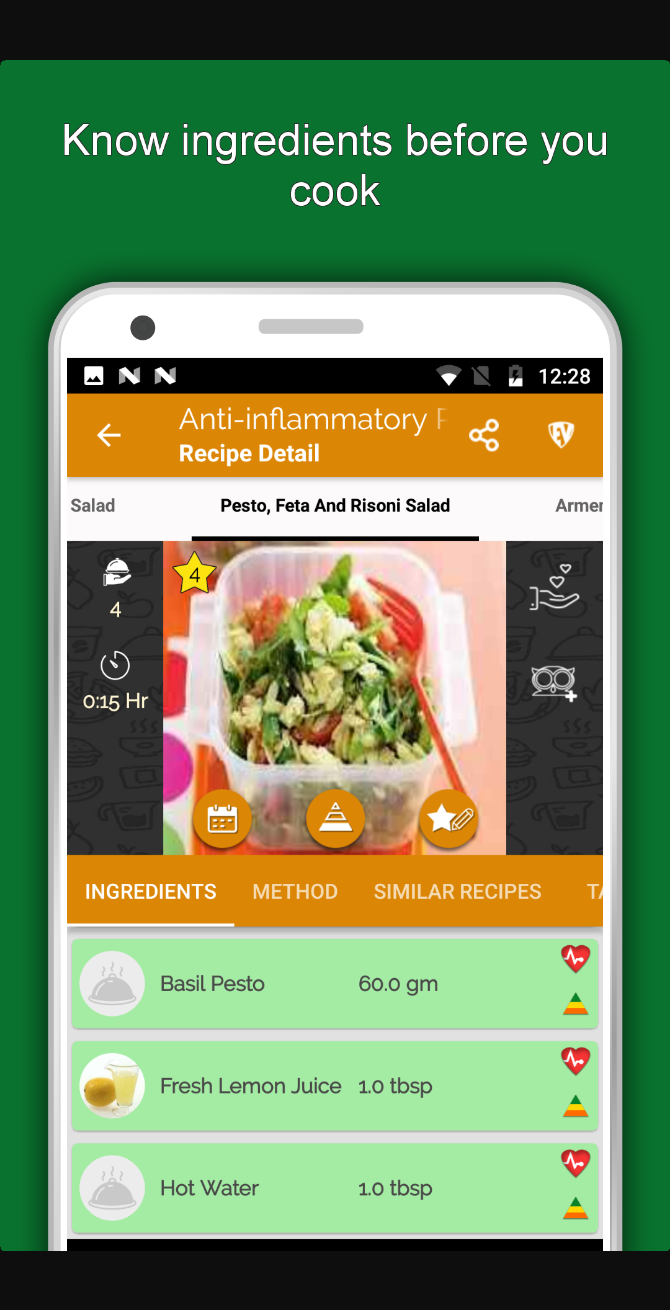 Know ingredients before you
cook
12:28
Anti-inflammatory
Recipe Detail
Salad
Pesto, Feta And Risoni Salad
Armen
4
4
0:15 Hr
INGREDIENTS
METHOD
SIMILAR RECIPES
TA
Basil Pesto 60.0 gm
Fresh Lemon Juice 1.0 tbsp
Hot Water 1.0 tbsp